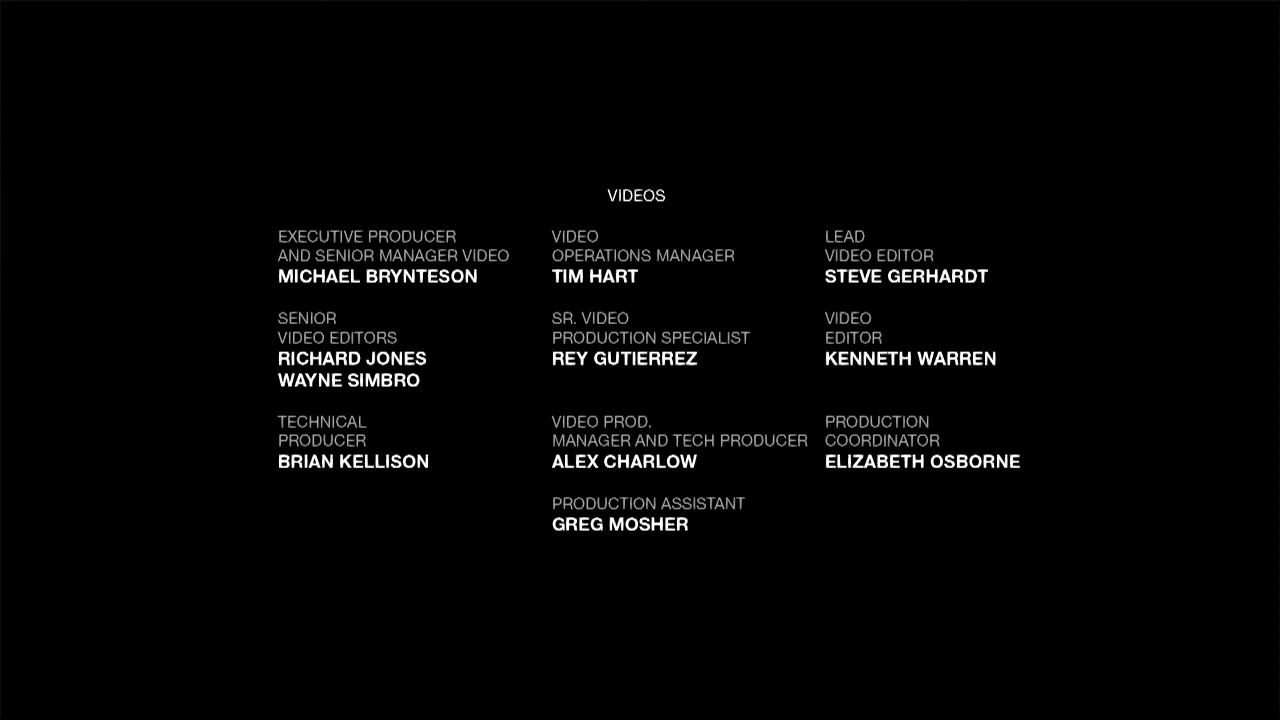 VIDEOS
EXECUTIVE PRODUCER
AND SENIOR MANAGER VIDEO
MICHAEL BRYNTESON
VIDEO
OPERATIONS MANAGER
TIM HART
LEAD
VIDEO EDITOR
STEVE GERHARDT
SENIOR
VIDEO EDITORS
RICHARD JONES
WAYNE SIMBRO
SR. VIDEO
PRODUCTION SPECIALIST
REY GUTIERREZ
VIDEO
EDITOR
KENNETH WARREN
TECHNICAL
PRODUCER
BRIAN KELLISON
VIDEO PROD.
MANAGER AND TECH PRODUCER
ALEX CHARLOW
PRODUCTION
COORDINATOR
ELIZABETH OSBORNE
PRODUCTION ASSISTANT
GREG MOSHER